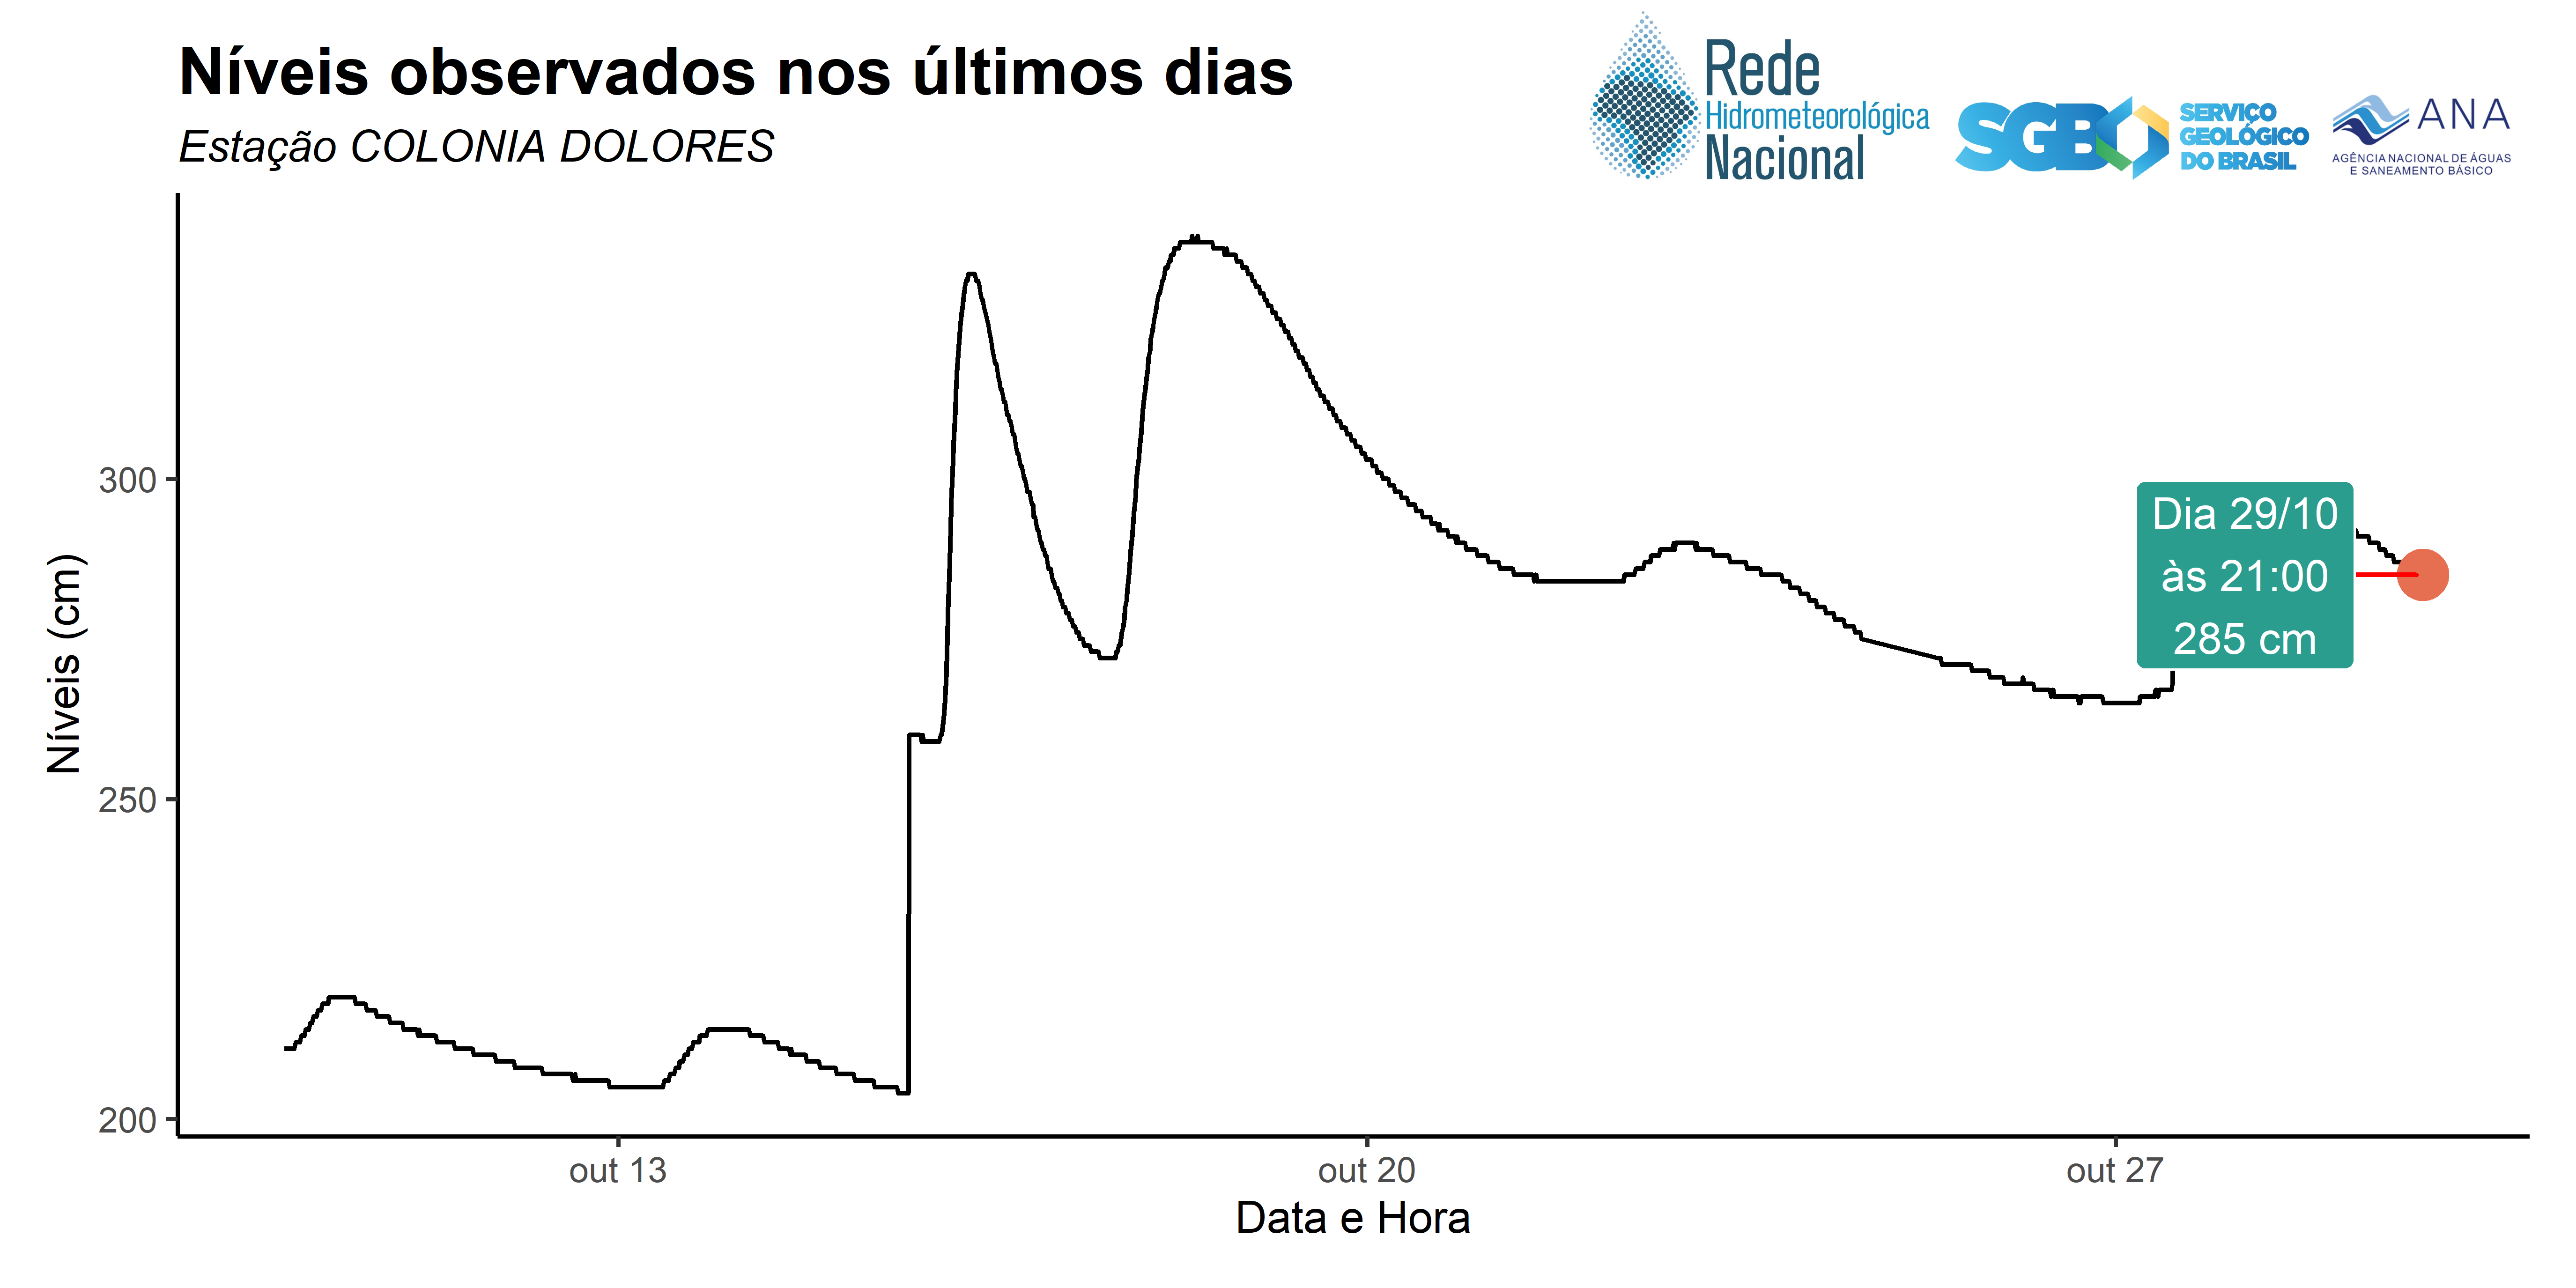 Níveis observados nos últimos dias
Estação COLONIA DOLORES
Rede
Hidrometeorológica
Nacional
SGB
SERVIÇO
GEOLÓGICO
DO BRASIL
ANA
AGÊNCIA NACIONAL DE ÁGUAS
E SANEAMENTO BÁSICO
Níveis (cm)
300
250
200
Dia 29/10
às 21:00
285 cm
out 13
out 20
out 27
Data e Hora